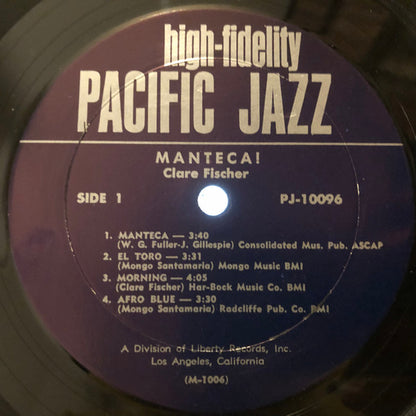 high-fidelity
PACIFIC JAZZ
MANTECA!
Clare Fischer
SIDE 1 PJ-10096
1. MANTECA — 3:40
(W. G. Fuller-J. Gillespie) Consolidated Mus. Pub. ASCAP
2. EL TORO — 3:31
(Mongo Santamaria) Mongo Music BMI
3. MORNING — 4:05
(Clare Fischer) Har-Bock Music Co. BMI
4. AFRO BLUE — 3:30
(Mongo Santamaria) Radcliffe Pub. Co. BMI
A Division of Liberty Records, Inc.
Los Angeles, California
(M-1006)